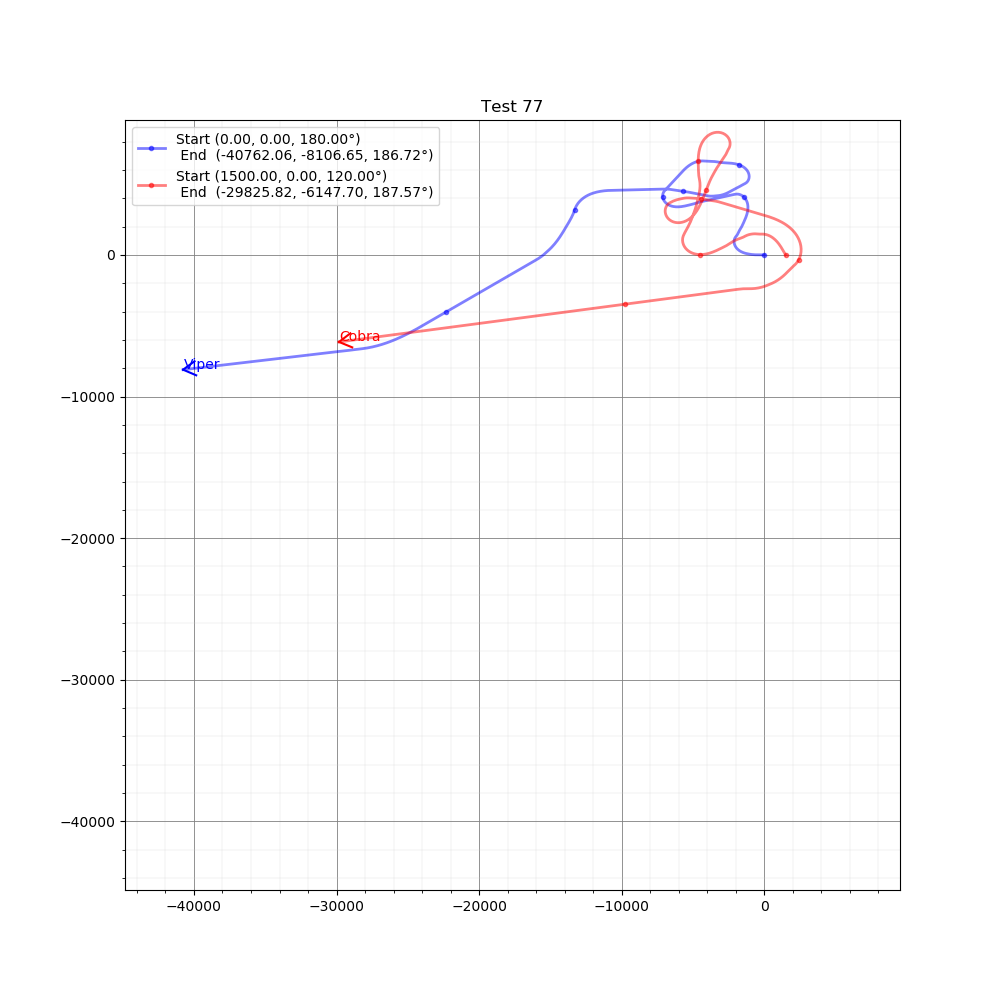 Test 77
Start (0.00, 0.00, 180.00°)
End  (-40762.06, -8106.65, 186.72°)
Start (1500.00, 0.00, 120.00°)
End  (-29825.82, -6147.70, 187.57°)
0
Cobra
Viper
−10000
−20000
−30000
−40000
−40000 −30000 −20000 −10000 0